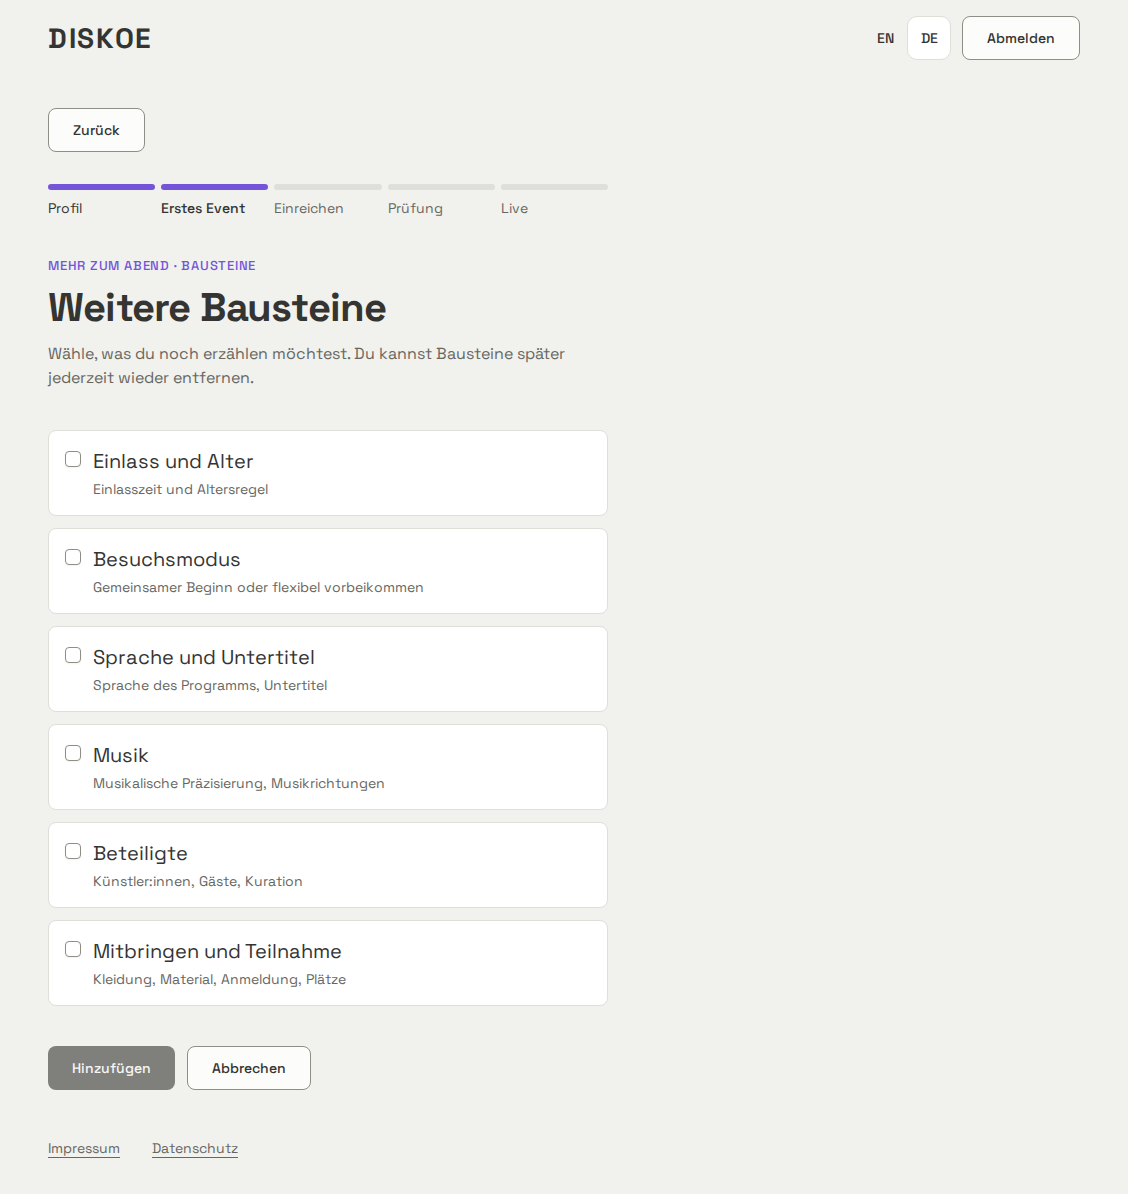 DISKOE
EN
DE
Abmelden
Zurück
Profil
Erstes Event
Einreichen
Prüfung
Live
MEHR ZUM ABEND · BAUSTEINE
Weitere Bausteine
Wähle, was du noch erzählen möchtest. Du kannst Bausteine später
jederzeit wieder entfernen.
Einlass und Alter
Einlasszeit und Altersregel
Besuchsmodus
Gemeinsamer Beginn oder flexibel vorbeikommen
Sprache und Untertitel
Sprache des Programms, Untertitel
Musik
Musikalische Präzisierung, Musikrichtungen
Beteiligte
Künstler:innen, Gäste, Kuration
Mitbringen und Teilnahme
Kleidung, Material, Anmeldung, Plätze
Hinzufügen
Abbrechen
Impressum
Datenschutz